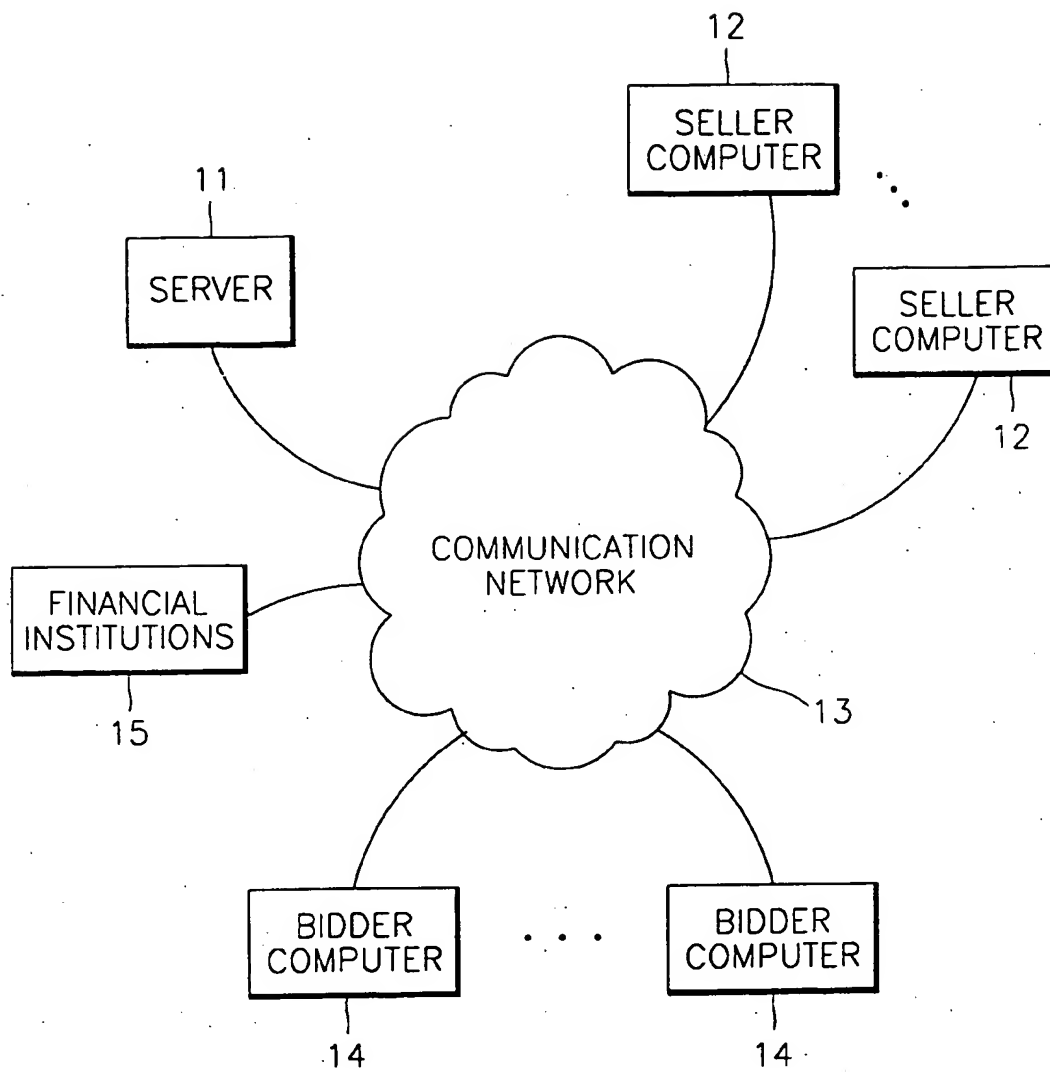 12
SELLER
COMPUTER
11
SERVER
SELLER
COMPUTER
12
COMMUNICATION
NETWORK
FINANCIAL
INSTITUTIONS
15
13
BIDDER
COMPUTER
14
BIDDER
COMPUTER
14